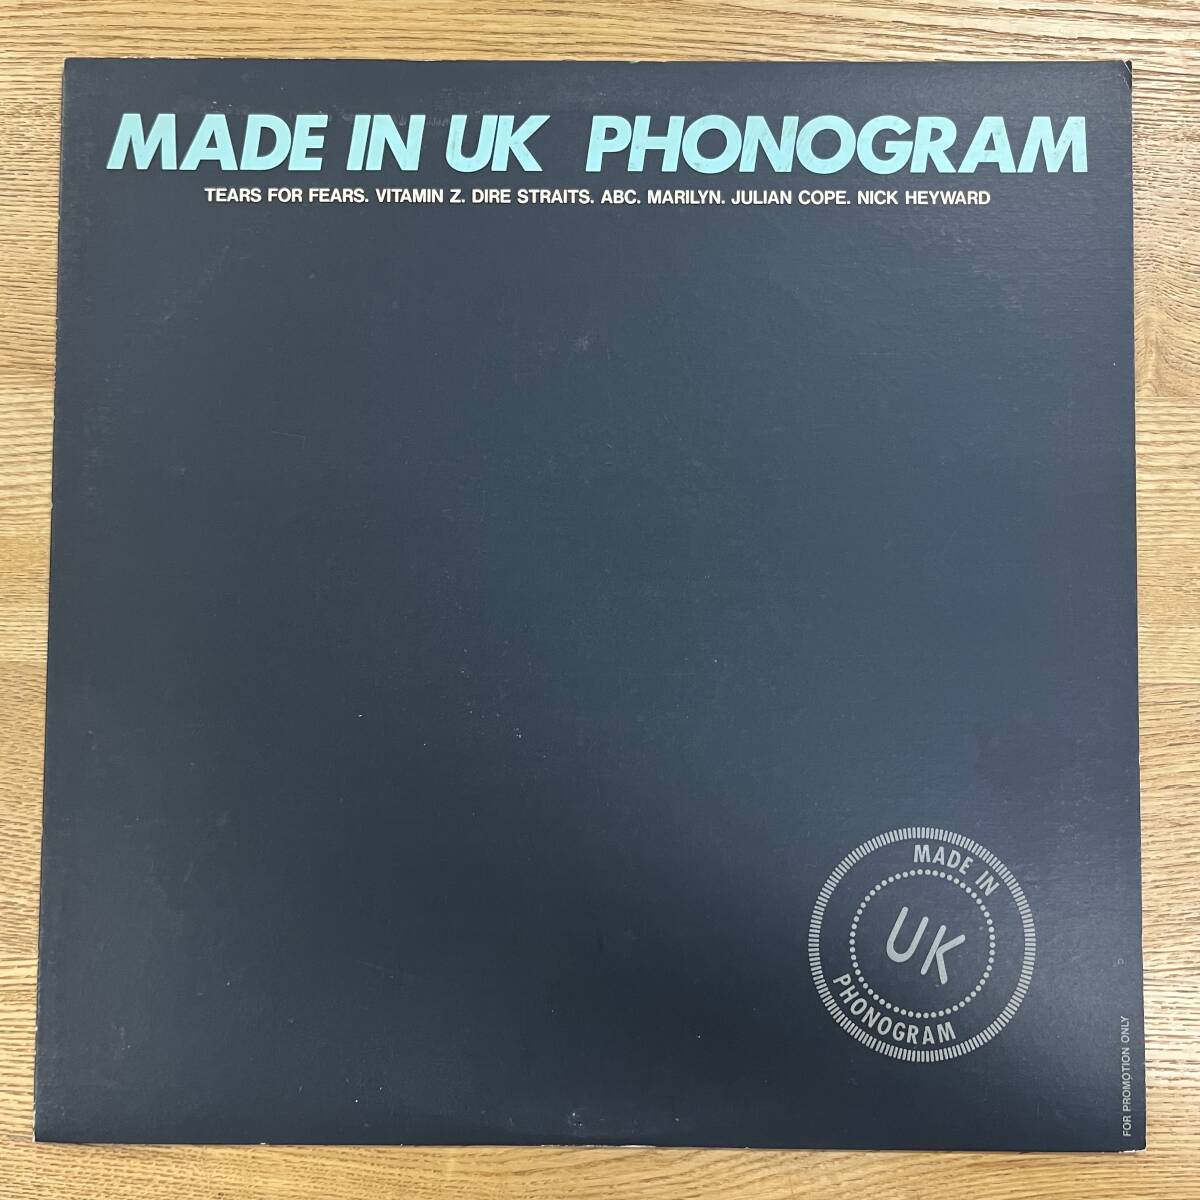 MADE IN UK PHONOGRAM
TEARS FOR FEARS. VITAMIN Z. DIRE STRAITS. ABC. MARILYN. JULIAN COPE. NICK HEYWARD
MADE IN
UK
PHONOGRAM
FOR PROMOTION ONLY